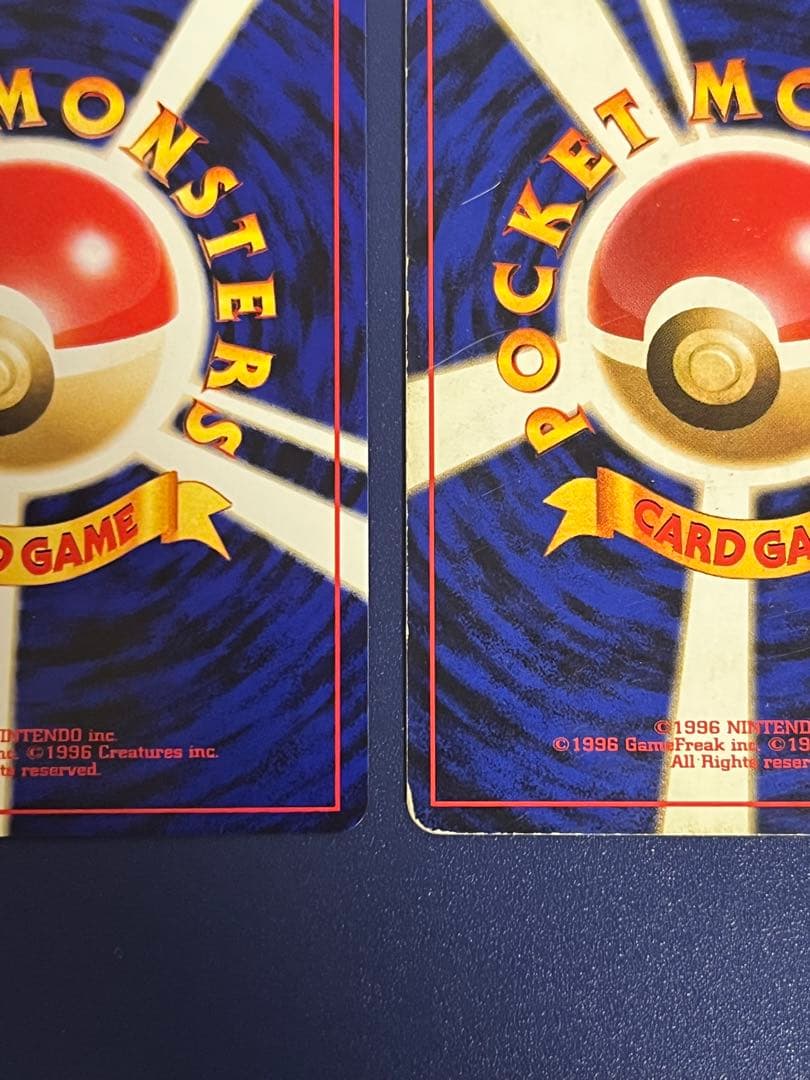 MONSTERS
D GAME
NINTENDO inc.
©1996 Creatures inc.
reserved.
POCKET MO
CARD GA
©1996 NINTENDO
©1996 GameFreak inc. ©19
All Rights reser